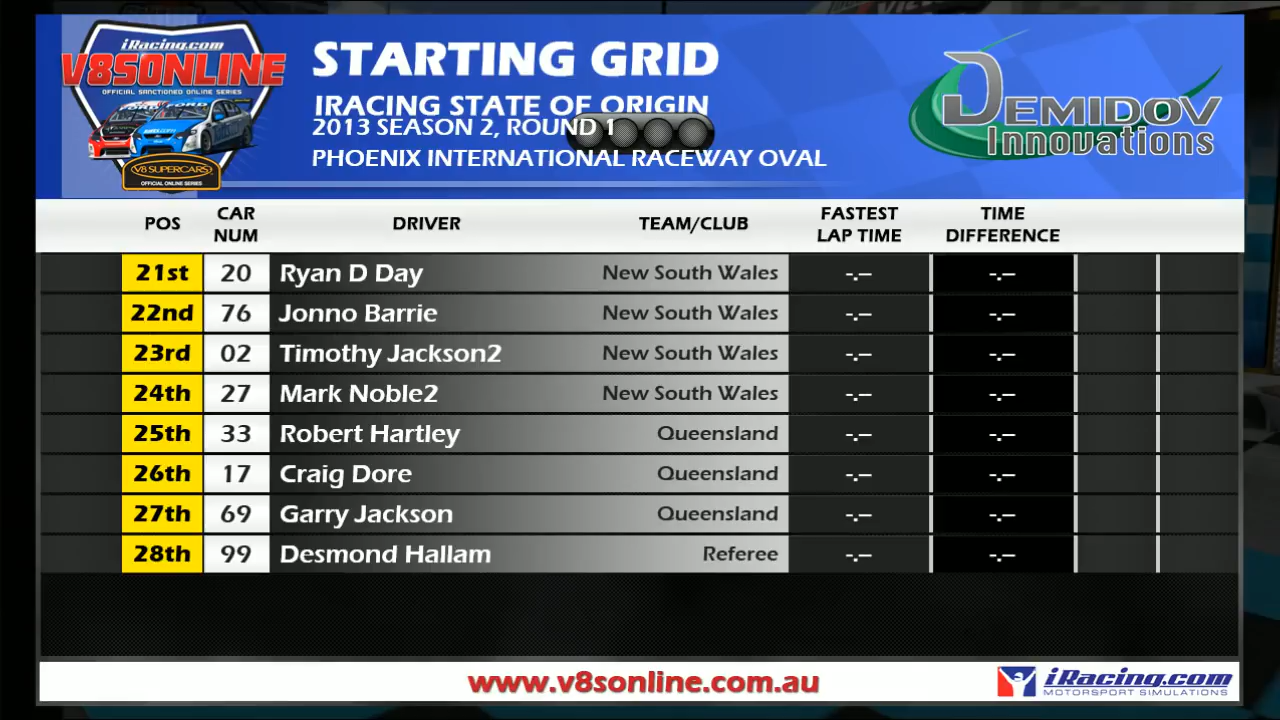 iRacing.com
V8SONLINE
OFFICIAL SANCTIONED ONLINE SERIES
V8 SUPERCARS
OFFICIAL ONLINE SERIES
STARTING GRID
IRACING STATE OF ORIGIN
2013 SEASON 2, ROUND 1
PHOENIX INTERNATIONAL RACEWAY OVAL
DEMIDOV
Innovations
POS CAR NUM DRIVER TEAM/CLUB FASTEST LAP TIME TIME DIFFERENCE
21st 20 Ryan D Day New South Wales -.-- -.--
22nd 76 Jonno Barrie New South Wales -.-- -.--
23rd 02 Timothy Jackson2 New South Wales -.-- -.--
24th 27 Mark Noble2 New South Wales -.-- -.--
25th 33 Robert Hartley Queensland -.-- -.--
26th 17 Craig Dore Queensland -.-- -.--
27th 69 Garry Jackson Queensland -.-- -.--
28th 99 Desmond Hallam Referee -.-- -.--
www.v8sonline.com.au
iRacing.com
MOTORSPORT SIMULATIONS